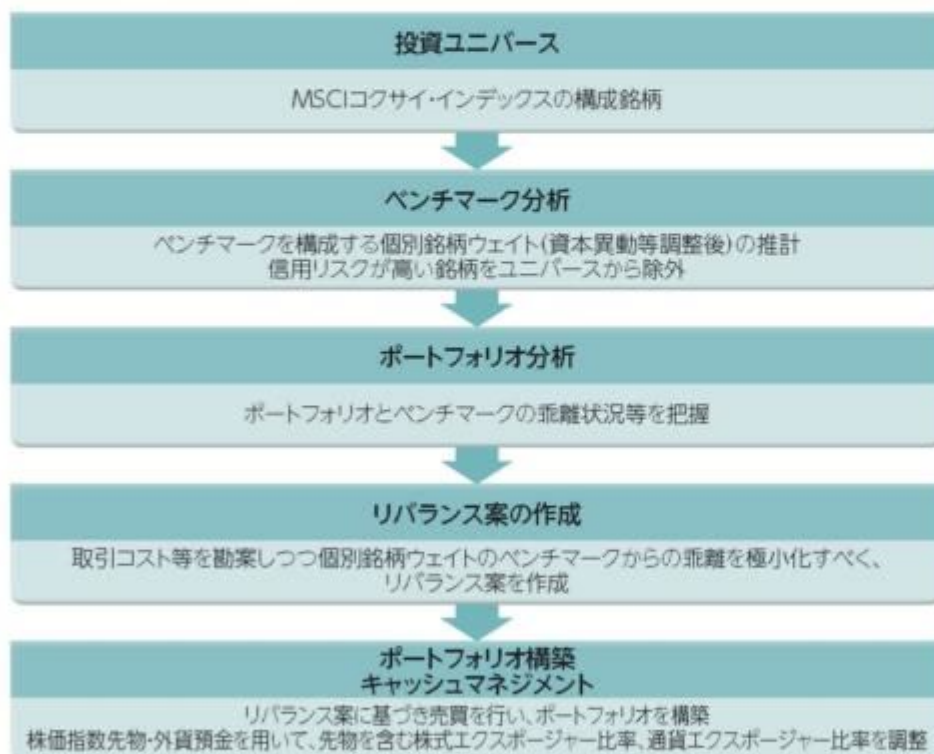 投資ユニバース
MSCIコクサイ・インデックスの構成銘柄
ベンチマーク分析
ベンチマークを構成する個別銘柄ウェイト(資本異動等調整後)の推計
信用リスクが高い銘柄をユニバースから除外
ポートフォリオ分析
ポートフォリオとベンチマークの乖離状況等を把握
リバランス案の作成
取引コスト等を勘案しつつ個別銘柄ウェイトのベンチマークからの乖離を極小化すべく、
リバランス案を作成
ポートフォリオ構築
キャッシュマネジメント
リバランス案に基づき売買を行い、ポートフォリオを構築
株価指数先物・外貨預金を用いて、先物を含む株式エクスポージャー比率、通貨エクスポージャー比率を調整